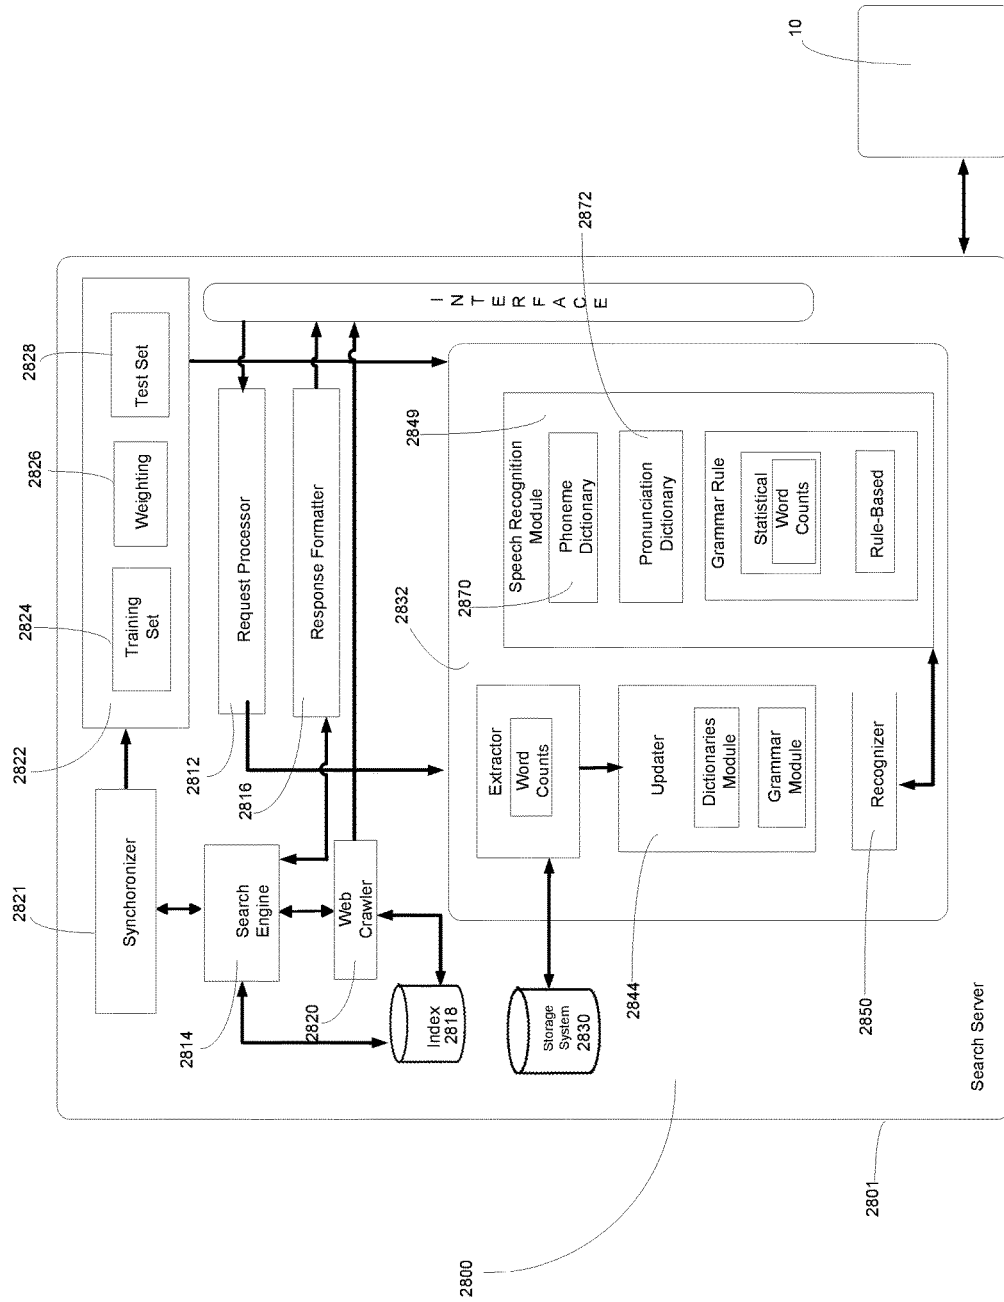 2821
2822
2824
2826
2828
Synchoronizer
Training
Set
Weighting
Test Set
2814
2812
Search
Engine
Request Processor
2816
2820
Response Formatter
Web
Crawler
INTERFACE
Index
2818
2832
2849
2870
2872
Extractor
Word
Counts
Speech Recognition
Module
Phoneme
Dictionary
Storage
System
2830
2844
Updater
Dictionaries
Module
Grammar
Module
Pronunciation
Dictionary
Grammar Rule
Statistical
Word
Counts
Rule-Based
2850
Recognizer
2800
2801
Search Server
10